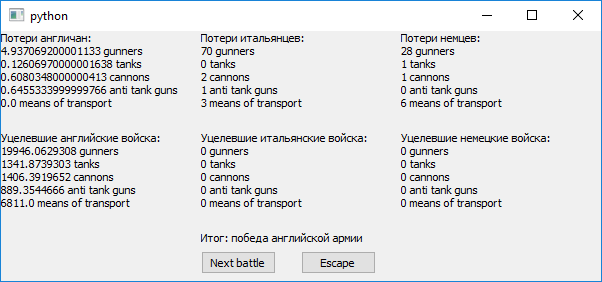 python
Потери англичан:
4.937069200001133 gunners
0.1260697000001638 tanks
0.6080348000000413 cannons
0.6455333999999766 anti tank guns
0.0 means of transport
Потери итальянцев:
70 gunners
0 tanks
2 cannons
1 anti tank guns
3 means of transport
Потери немцев:
28 gunners
1 tanks
1 cannons
0 anti tank guns
6 means of transport
Уцелевшие английские войска:
19946.0629308 gunners
1341.8739303 tanks
1406.3919652 cannons
889.3544666 anti tank guns
6811.0 means of transport
Уцелевшие итальянские войска:
0 gunners
0 tanks
0 cannons
0 anti tank guns
0 means of transport
Уцелевшие немецкие войска:
0 gunners
0 tanks
0 cannons
0 anti tank guns
0 means of transport
Итог: победа английской армии
Next battle
Escape